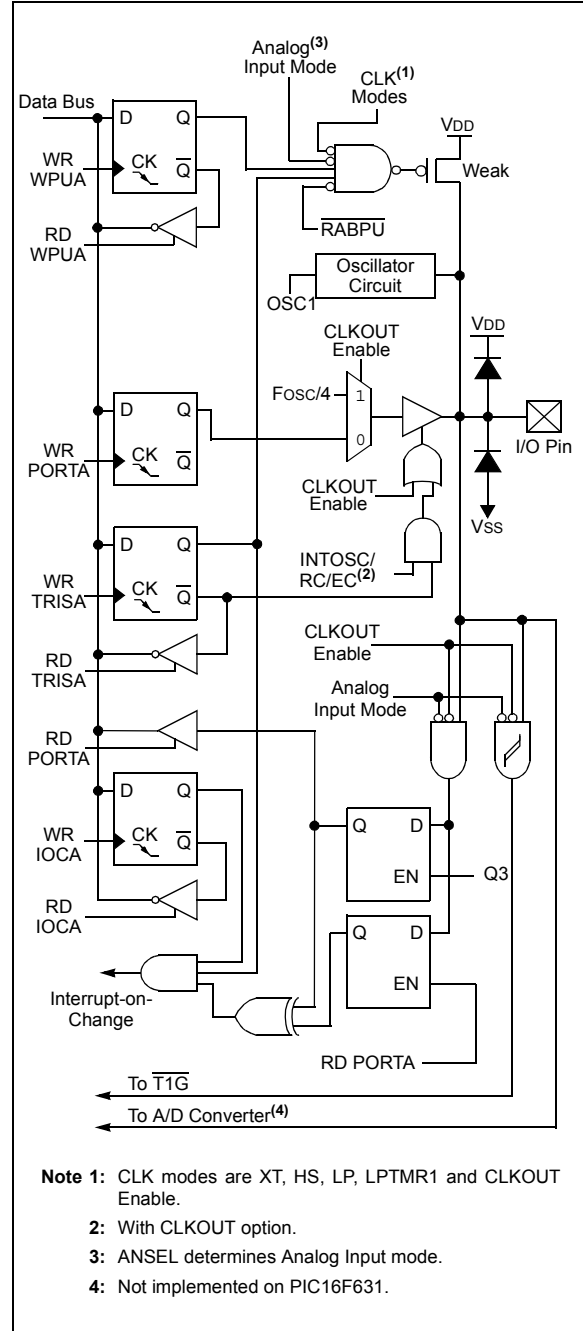 Analog(3)
Input Mode
CLK(1)
Modes
Data Bus
VDD
D Q
WR
WPUA
CK Q
Weak
RD
WPUA
RABPU
Oscillator
Circuit
OSC1
CLKOUT
Enable
VDD
FOSC/4
1
D Q
0
I/O Pin
WR
PORTA
CK Q
CLKOUT
Enable
VSS
D Q
INTOSC/
RC/EC(2)
WR
TRISA
CK Q
CLKOUT
Enable
RD
TRISA
Analog
Input Mode
RD
PORTA
D Q
Q D
WR
IOCA
CK Q
EN
Q3
RD
IOCA
Q D
EN
Interrupt-on-
Change
RD PORTA
To T1G
To A/D Converter(4)
Note 1: CLK modes are XT, HS, LP, LPTMR1 and CLKOUT
Enable.
2: With CLKOUT option.
3: ANSEL determines Analog Input mode.
4: Not implemented on PIC16F631.